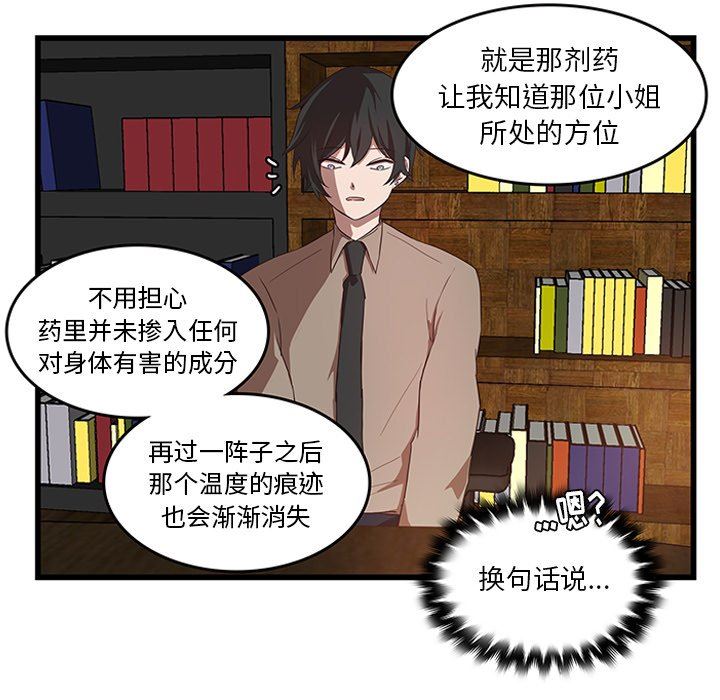 就是那剂药
让我知道那位小姐
所处的方位
不用担心
药里并未掺入任何
对身体有害的成分
再过一阵子之后
那个温度的痕迹
也会渐渐消失
...嗯?
换句话说...